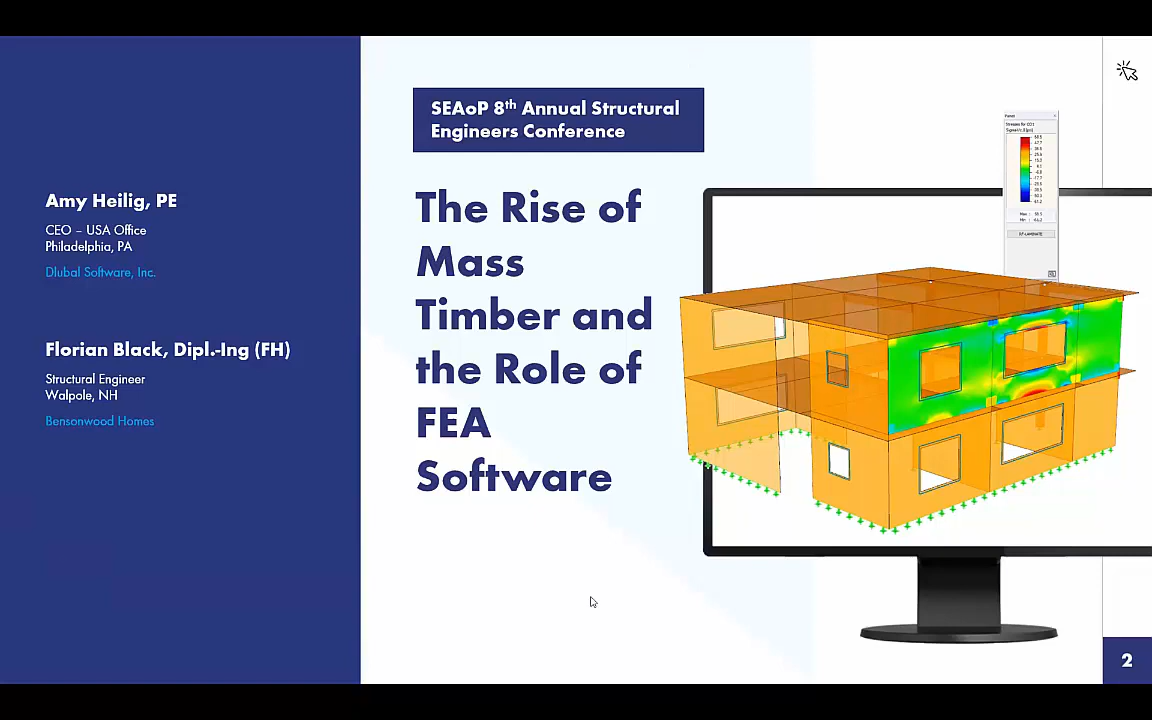 SEAoP 8th Annual Structural
Engineers Conference
Amy Heilig, PE
CEO – USA Office
Philadelphia, PA
Dlubal Software, Inc.
Florian Black, Dipl.-Ing (FH)
Structural Engineer
Walpole, NH
Bensonwood Homes
The Rise of
Mass
Timber and
the Role of
FEA
Software
Panel
2